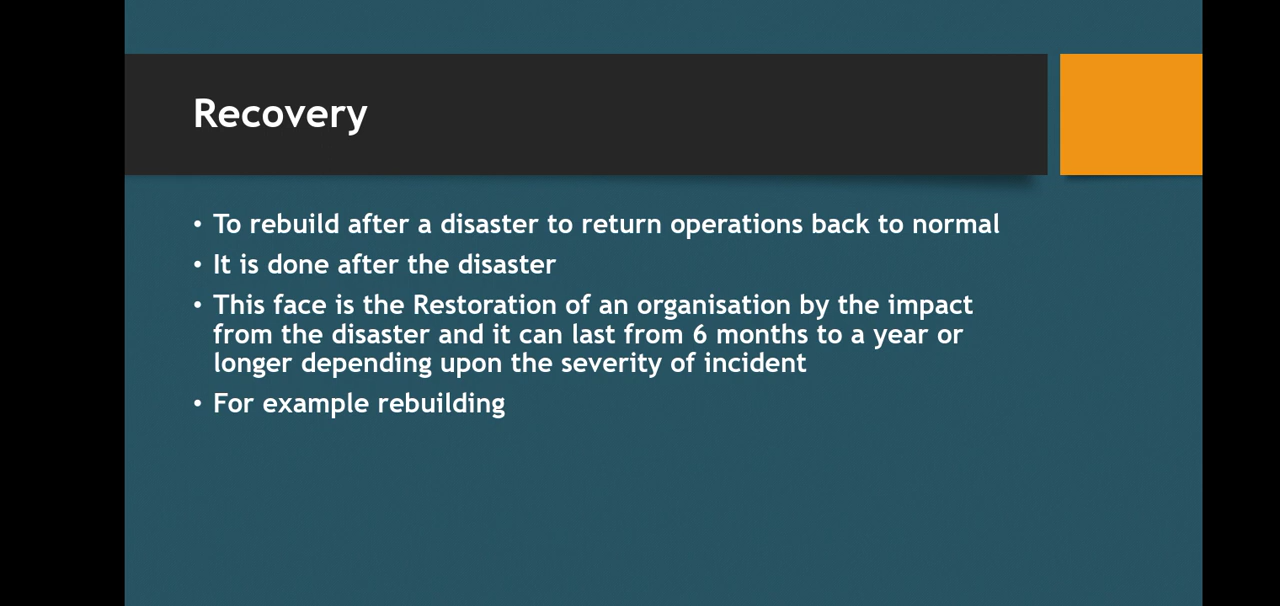 Recovery
• To rebuild after a disaster to return operations back to normal
• It is done after the disaster
• This face is the Restoration of an organisation by the impact
from the disaster and it can last from 6 months to a year or
longer depending upon the severity of incident
• For example rebuilding